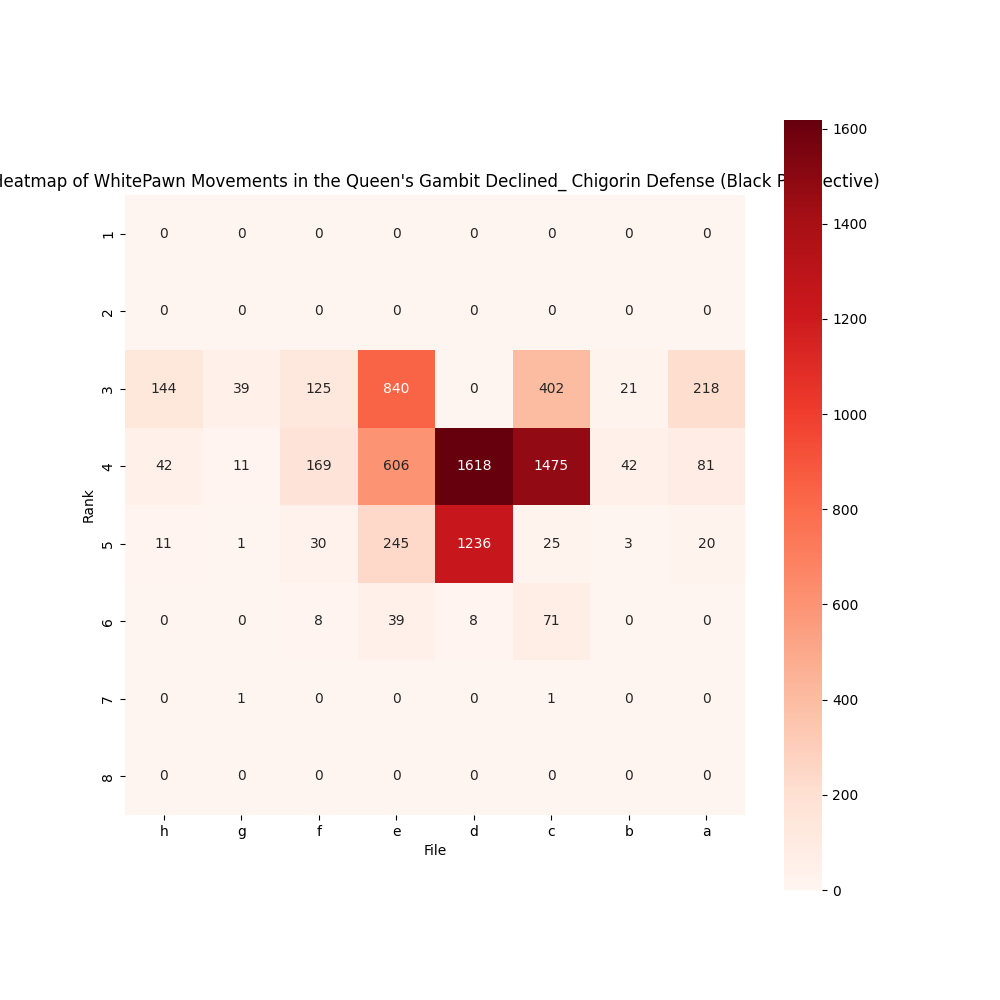 Heatmap of WhitePawn Movements in the Queen's Gambit Declined_ Chigorin Defense (Black P ective)
1600
1400
1200
1000
800
600
400
200
0
Rank
1 0 0 0 0 0 0 0 0
2 0 0 0 0 0 0 0 0
3 144 39 125 840 0 402 21 218
4 42 11 169 606 1618 1475 42 81
5 11 1 30 245 1236 25 3 20
6 0 0 8 39 8 71 0 0
7 0 1 0 0 0 1 0 0
8 0 0 0 0 0 0 0 0
h g f e d c b a
File